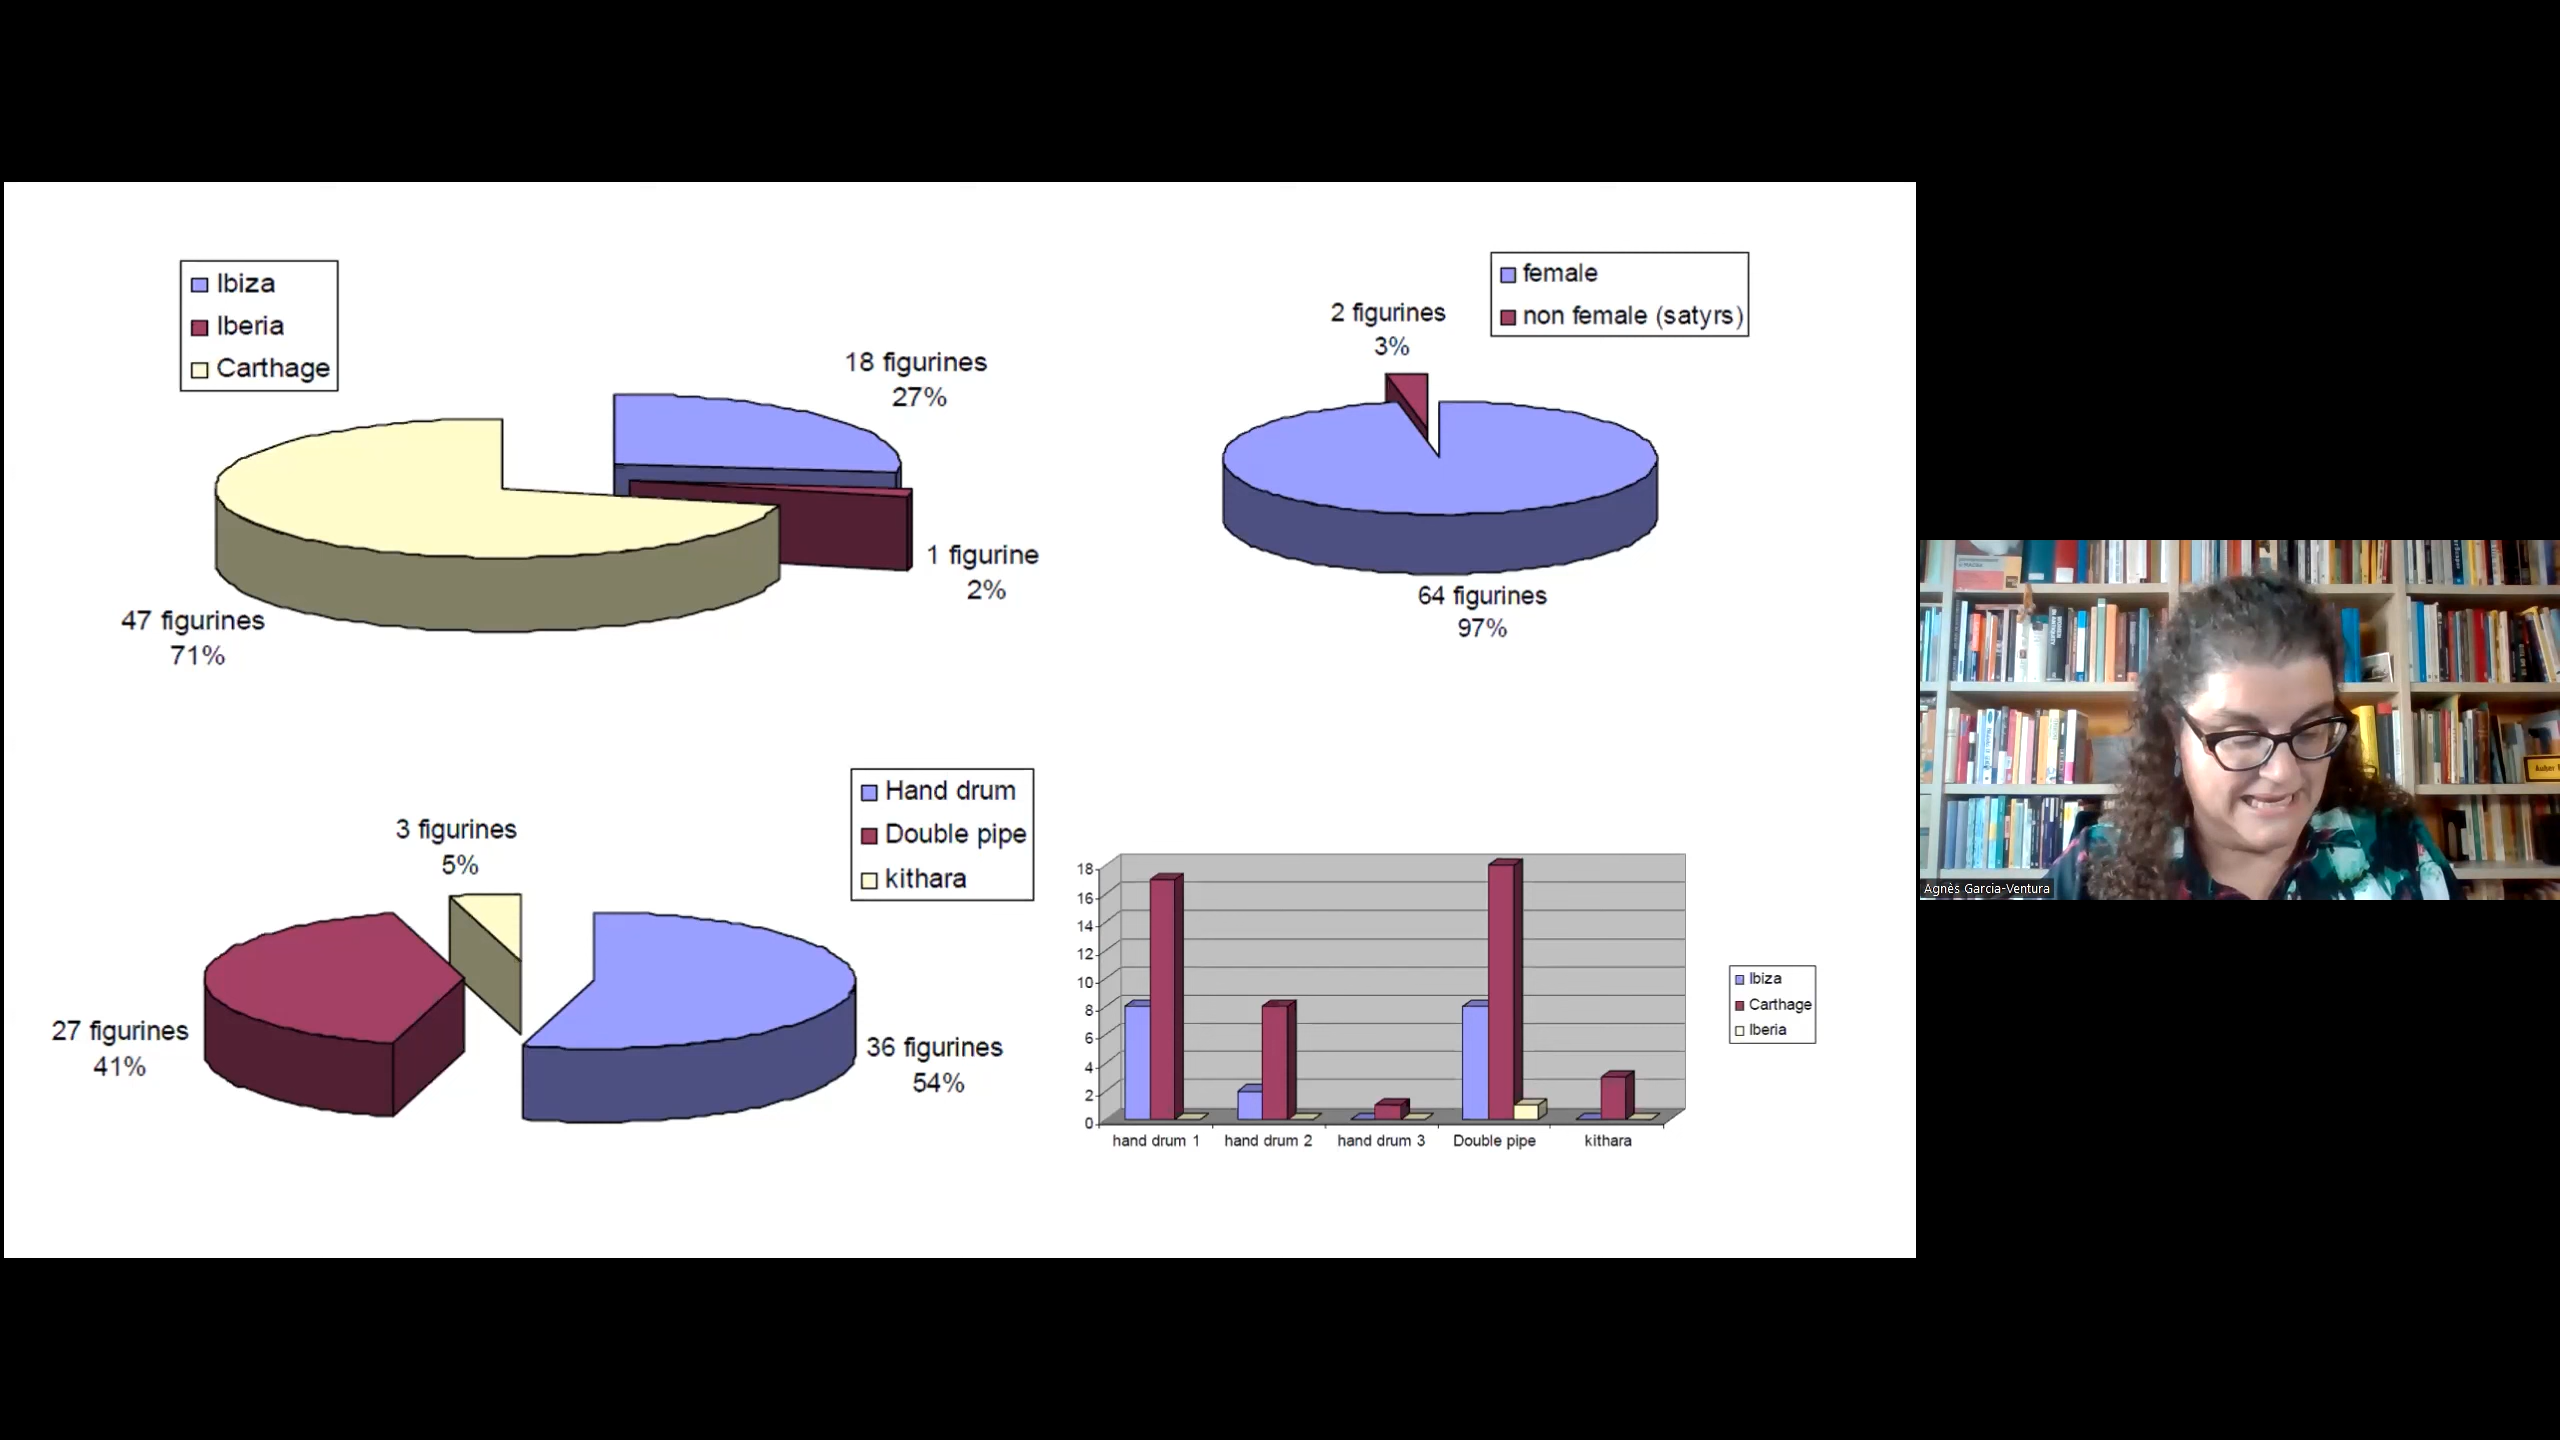 Ibiza
Iberia
Carthage
18 figurines
27%
1 figurine
2%
47 figurines
71%
female
non female (satyrs)
2 figurines
3%
64 figurines
97%
Hand drum
Double pipe
kithara
3 figurines
5%
27 figurines
41%
36 figurines
54%
18
16
14
12
10
8
6
4
2
0
hand drum 1
hand drum 2
hand drum 3
Double pipe
kithara
Ibiza
Carthage
Iberia
Agnès Garcia-Ventura